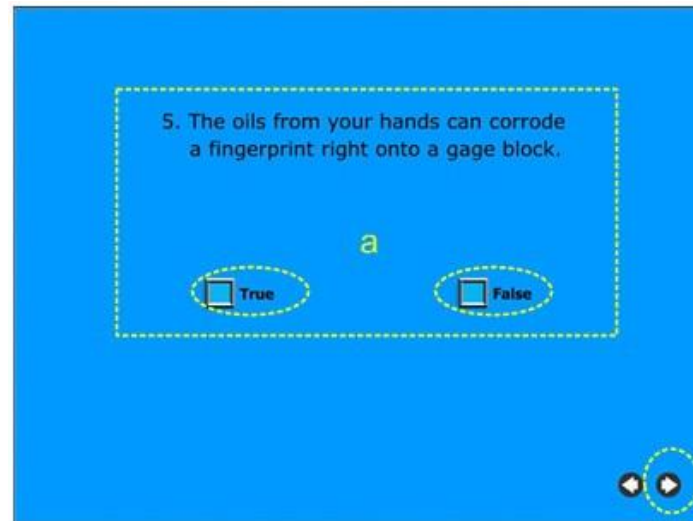 5. The oils from your hands can corrode
a fingerprint right onto a gage block.
a
True False